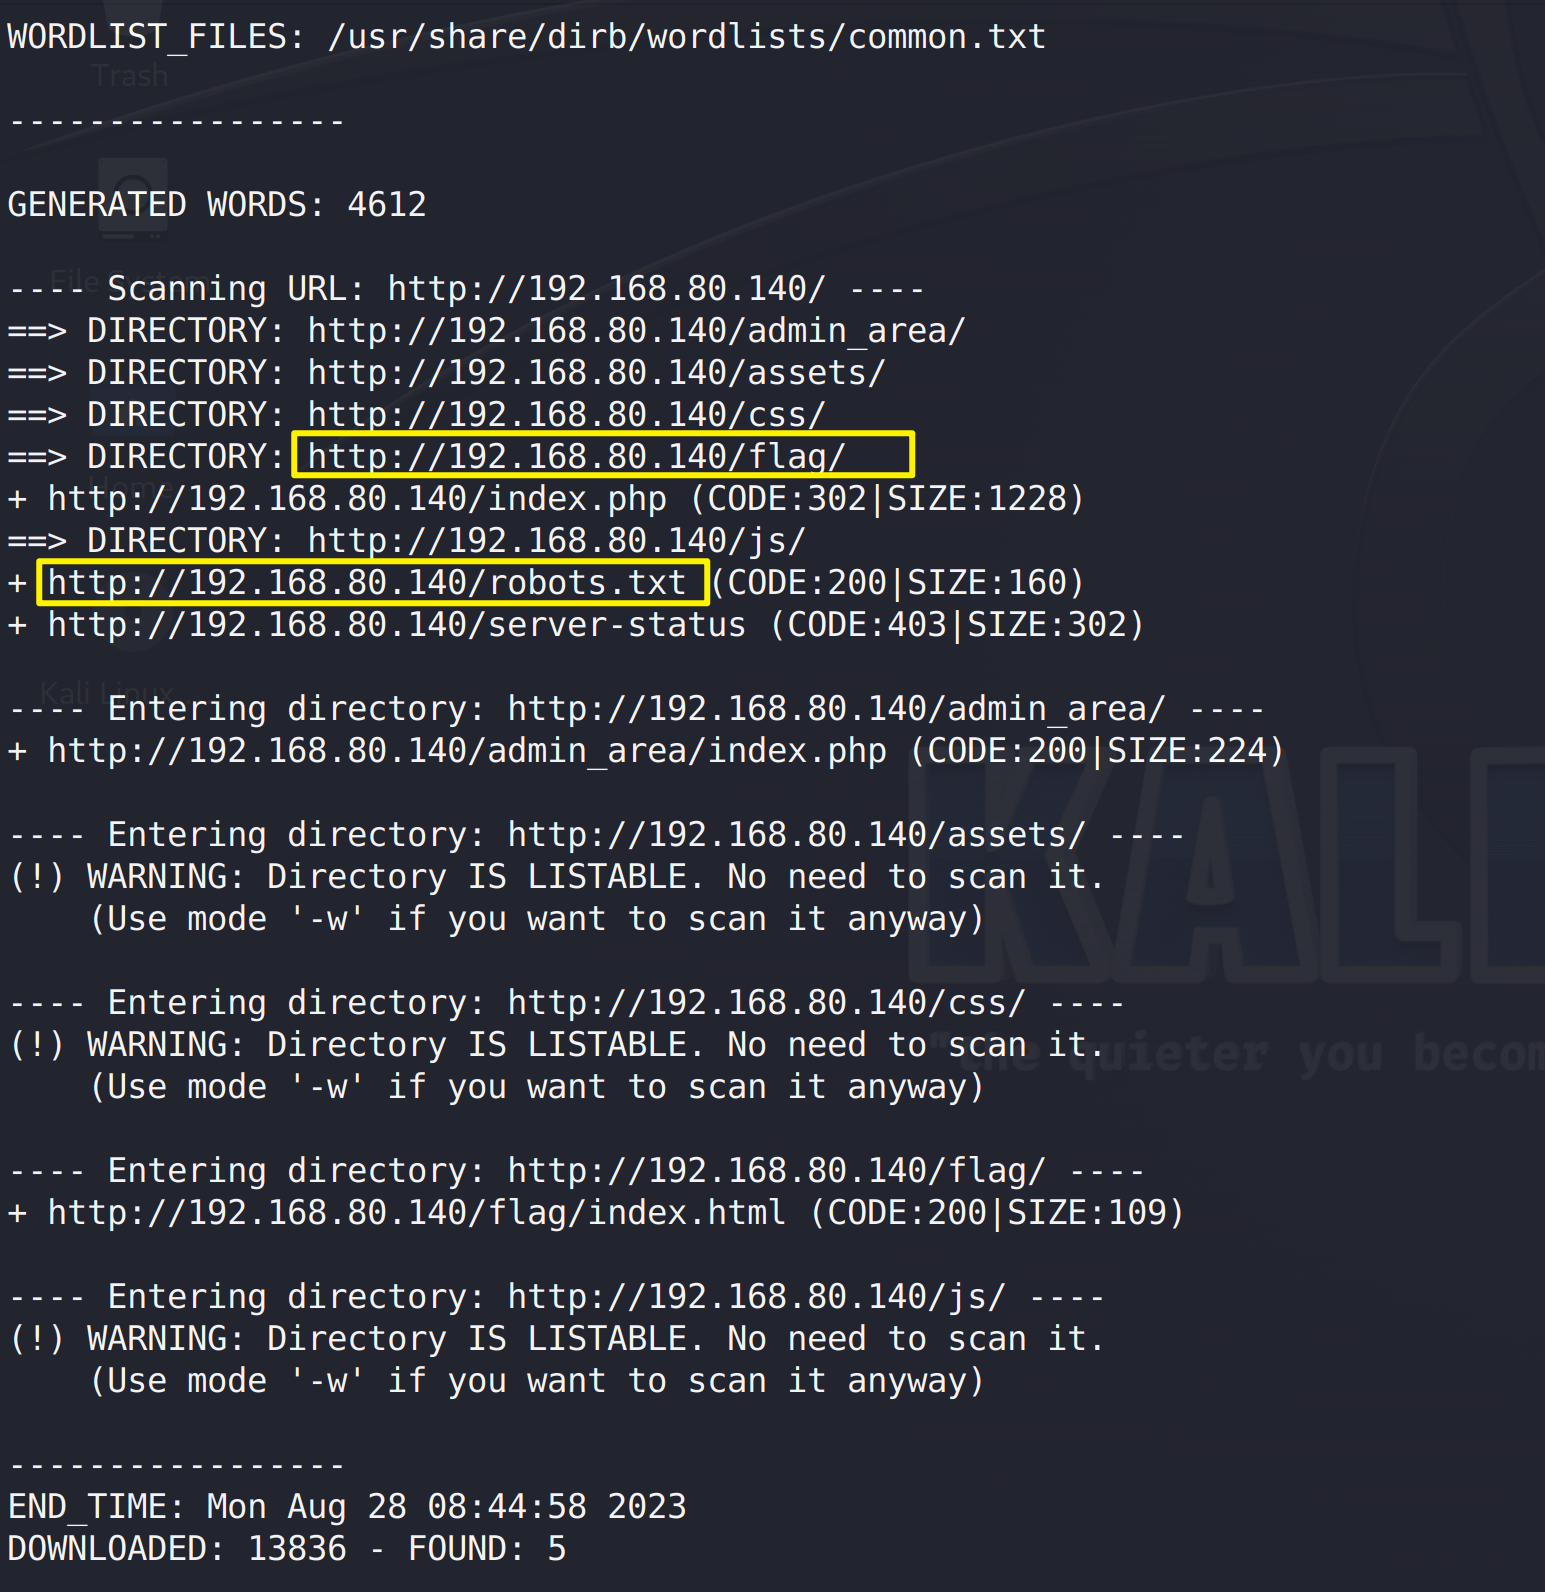 WORDLIST_FILES: /usr/share/dirb/wordlists/common.txt
Trash
-----------------
GENERATED WORDS: 4612
File System
---- Scanning URL: http://192.168.80.140/ ----
==> DIRECTORY: http://192.168.80.140/admin_area/
==> DIRECTORY: http://192.168.80.140/assets/
==> DIRECTORY: http://192.168.80.140/css/
==> DIRECTORY: http://192.168.80.140/flag/
Home
+ http://192.168.80.140/index.php (CODE:302|SIZE:1228)
==> DIRECTORY: http://192.168.80.140/js/
+ http://192.168.80.140/robots.txt (CODE:200|SIZE:160)
+ http://192.168.80.140/server-status (CODE:403|SIZE:302)
Kali Linux
---- Entering directory: http://192.168.80.140/admin_area/ ----
+ http://192.168.80.140/admin_area/index.php (CODE:200|SIZE:224)
KALI
---- Entering directory: http://192.168.80.140/assets/ ----
(!) WARNING: Directory IS LISTABLE. No need to scan it.
    (Use mode '-w' if you want to scan it anyway)
---- Entering directory: http://192.168.80.140/css/ ----
(!) WARNING: Directory IS LISTABLE. No need to scan it.
"the quieter you becom
    (Use mode '-w' if you want to scan it anyway)
---- Entering directory: http://192.168.80.140/flag/ ----
+ http://192.168.80.140/flag/index.html (CODE:200|SIZE:109)
---- Entering directory: http://192.168.80.140/js/ ----
(!) WARNING: Directory IS LISTABLE. No need to scan it.
    (Use mode '-w' if you want to scan it anyway)
-----------------
END_TIME: Mon Aug 28 08:44:58 2023
DOWNLOADED: 13836 - FOUND: 5